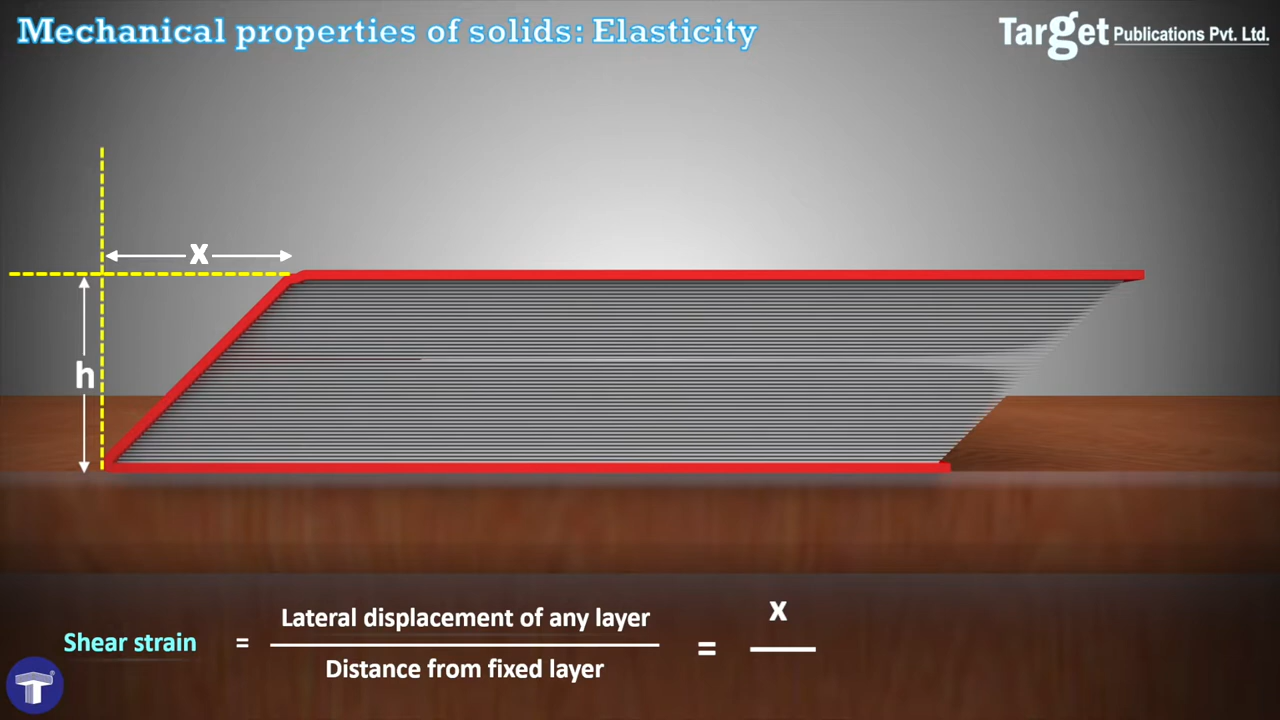 Mechanical properties of solids: Elasticity
Target Publications Pvt. Ltd.
x
h
Shear strain = Lateral displacement of any layer = x
Distance from fixed layer
T